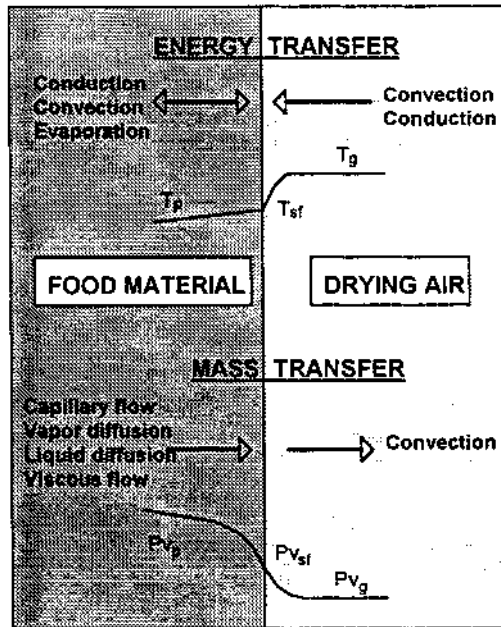 ENERGY TRANSFER
Conduction
Convection
Evaporation
Convection
Conduction
Tg
Tp
Tsf
FOOD MATERIAL
DRYING AIR
MASS TRANSFER
Capillary flow
Vapor diffusion
Liquid diffusion
Viscous flow
Convection
Pvp
Pvsf
Pvg